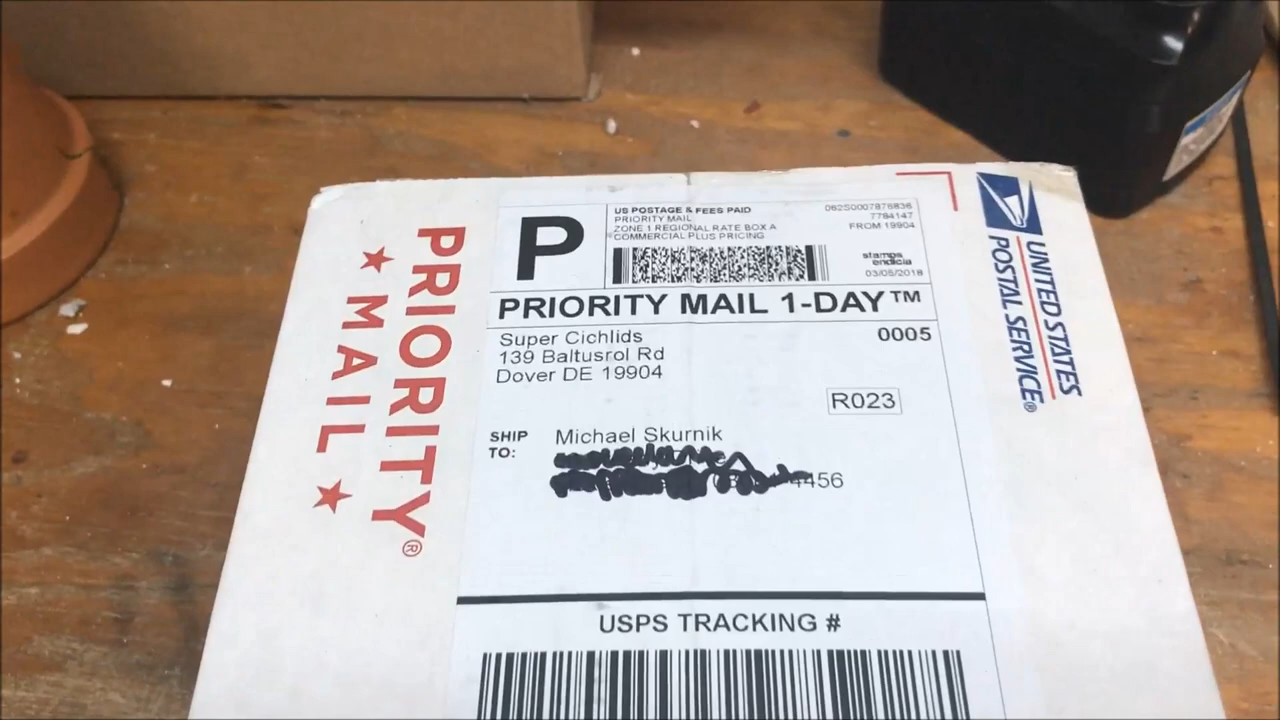 P
US POSTAGE & FEES PAID
PRIORITY MAIL
ZONE 1 REGIONAL RATE BOX A
COMMERCIAL PLUS PRICING
062S0007876836
7784147
FROM 19904
stamps
endicia
03/05/2018
PRIORITY MAIL 1-DAY™
Super Cichlids
139 Baltusrol Rd
Dover DE 19904
0005
R023
SHIP
TO:
Michael Skurnik
4456
USPS TRACKING #
PRIORITY®
★ MAIL ★
UNITED STATES
POSTAL SERVICE®